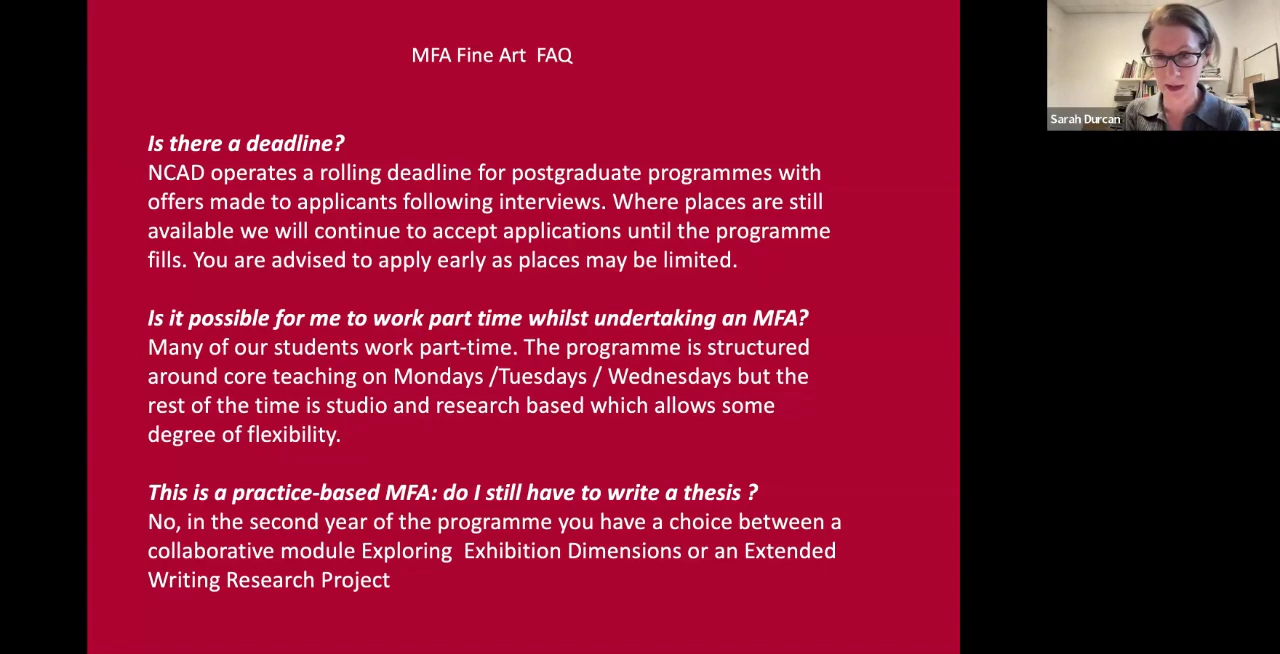 MFA Fine Art  FAQ
Is there a deadline?
NCAD operates a rolling deadline for postgraduate programmes with
offers made to applicants following interviews. Where places are still
available we will continue to accept applications until the programme
fills. You are advised to apply early as places may be limited.
Is it possible for me to work part time whilst undertaking an MFA?
Many of our students work part-time. The programme is structured
around core teaching on Mondays /Tuesdays / Wednesdays but the
rest of the time is studio and research based which allows some
degree of flexibility.
This is a practice-based MFA: do I still have to write a thesis ?
No, in the second year of the programme you have a choice between a
collaborative module Exploring  Exhibition Dimensions or an Extended
Writing Research Project
Sarah Durcan